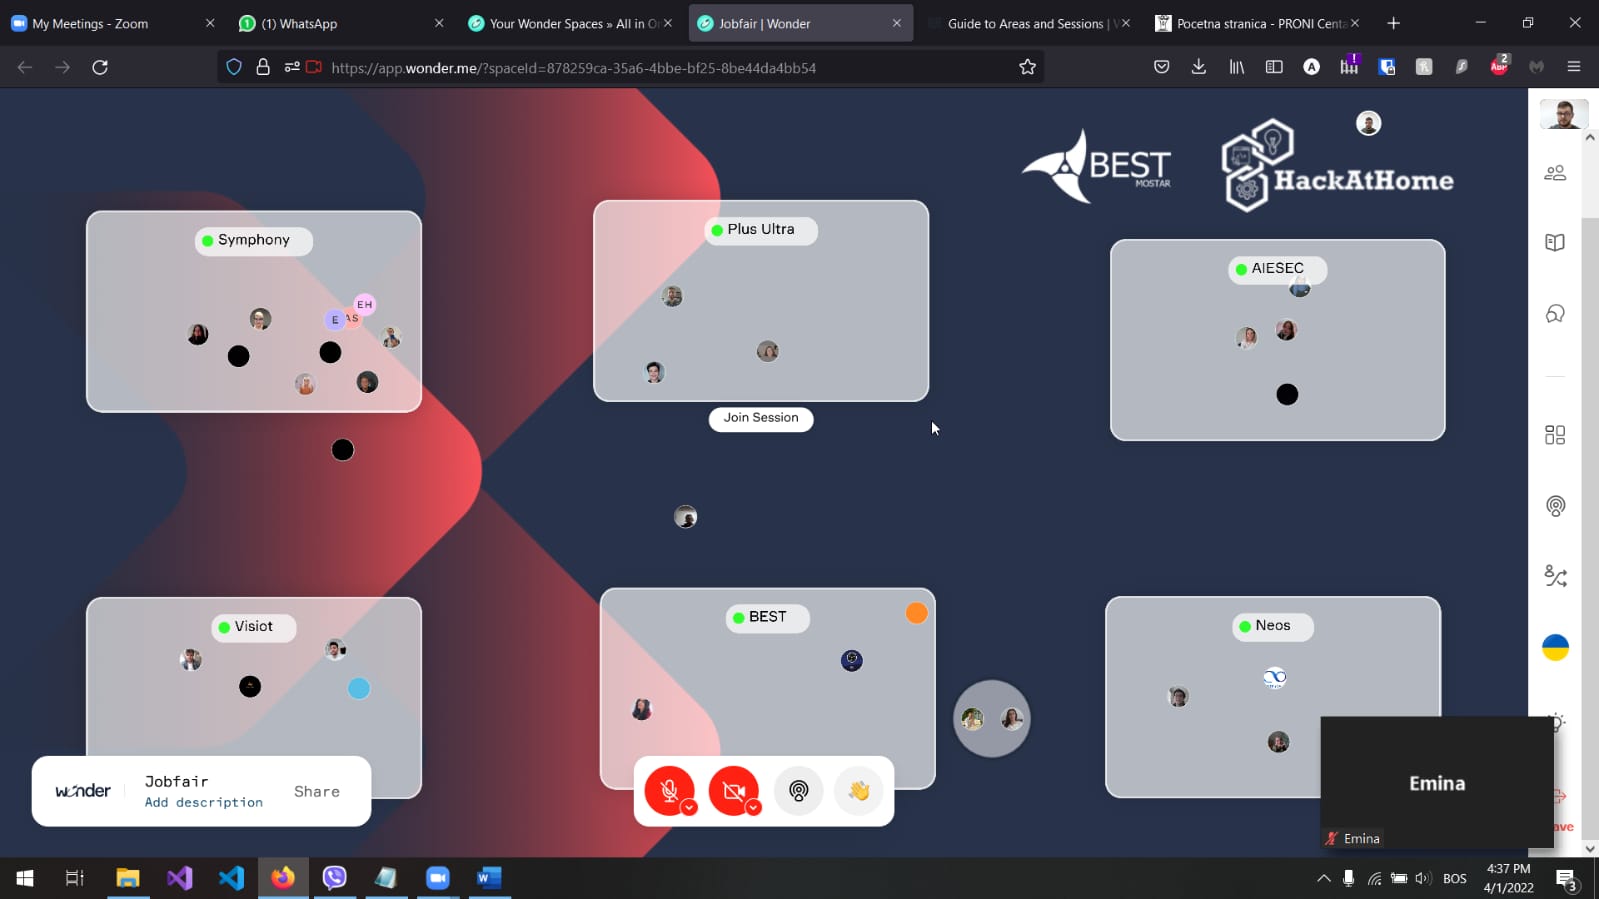 My Meetings - Zoom
(1) WhatsApp
Your Wonder Spaces » All in O
Jobfair | Wonder
Guide to Areas and Sessions |
Pocetna stranica - PRONI Centa
https://app.wonder.me/?spaceId=878259ca-35a6-4bbe-bf25-8be44da4bb54
A
!
ABP
2
BEST
MOSTAR
HackAtHome
Symphony
Plus Ultra
AIESEC
EH
E
AS
Join Session
Visiot
BEST
Neos
wonder
Jobfair
Add description
Share
Emina
Emina
ave
BOS
4:37 PM
4/1/2022
3